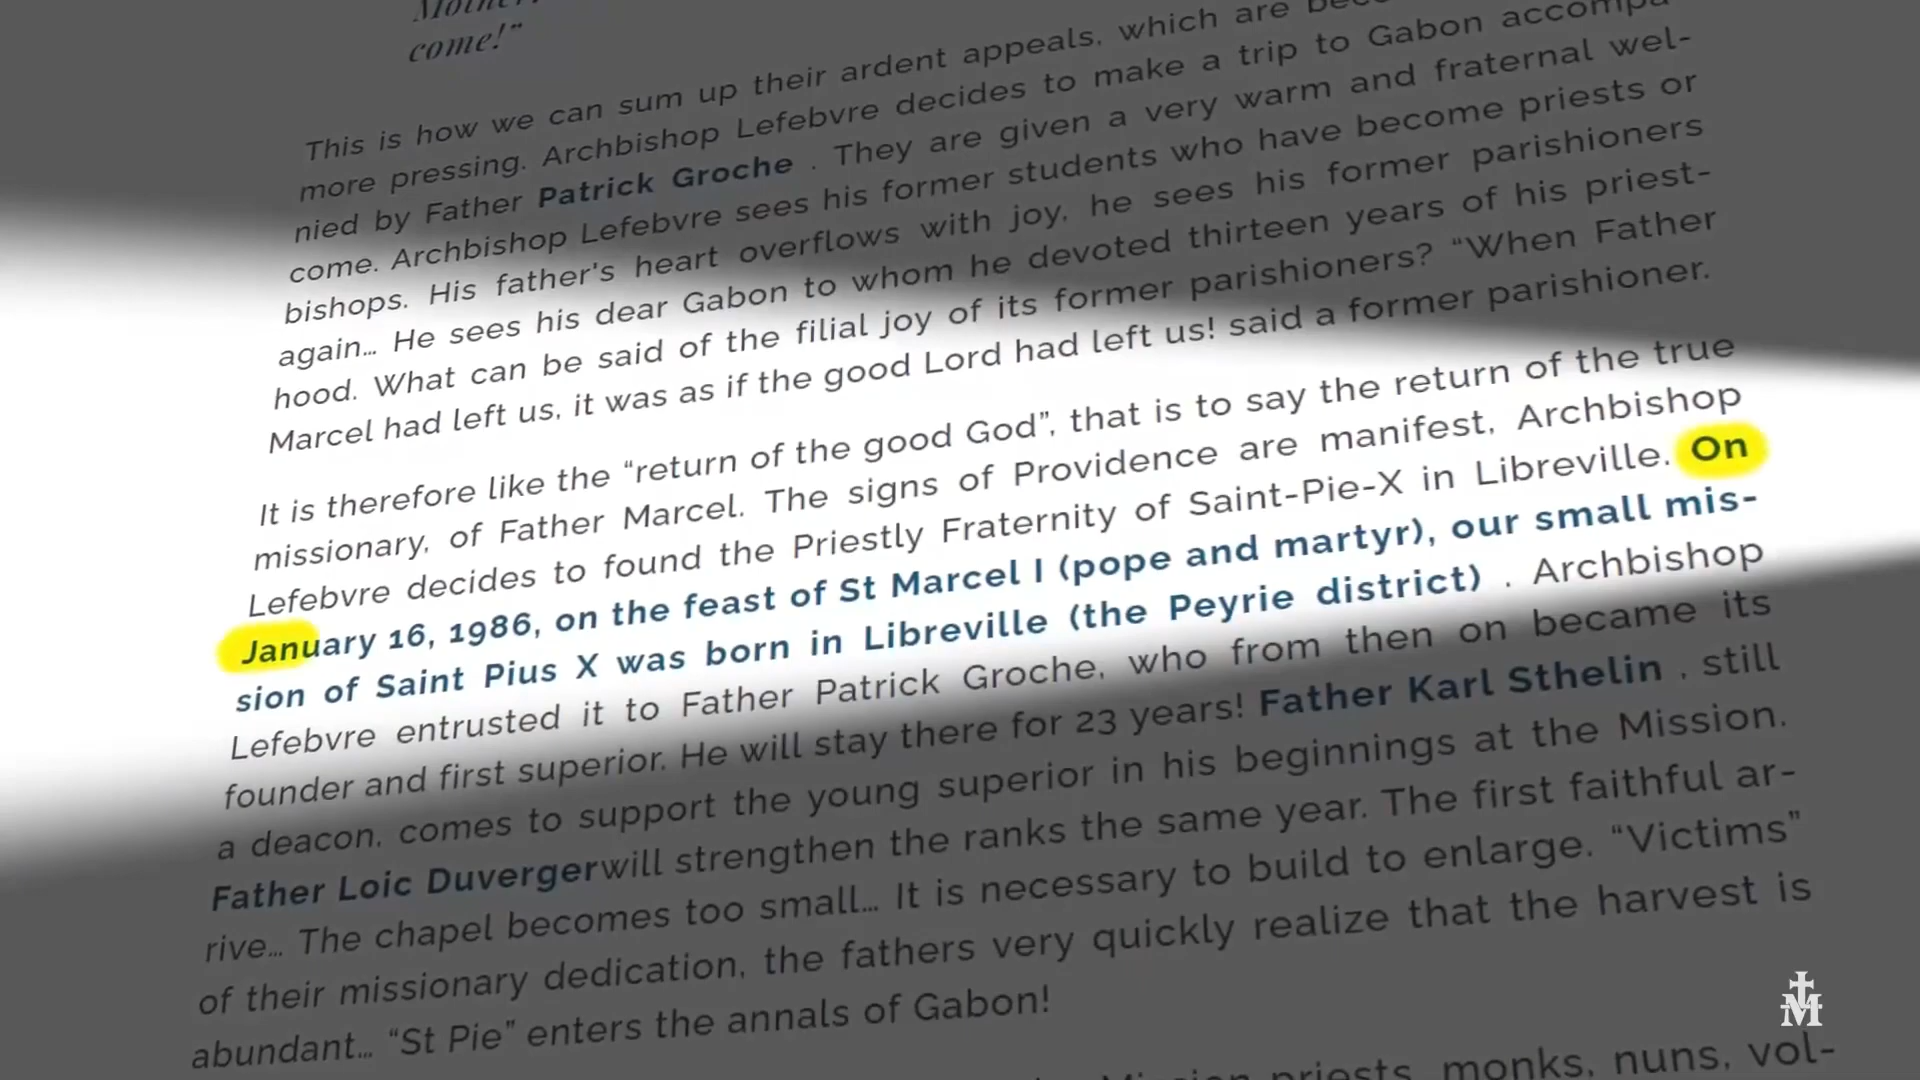 come!"
This is how we can sum up their ardent appeals, which are
more pressing. Archbishop Lefebvre decides to make a trip to Gabon accompa-
nied by Father Patrick Groche . They are given a very warm and fraternal wel-
come. Archbishop Lefebvre sees his former students who have become priests or
bishops. His father's heart overflows with joy, he sees his former parishioners
again… He sees his dear Gabon to whom he devoted thirteen years of his priest-
hood. What can be said of the filial joy of its former parishioners? “When Father
Marcel had left us, it was as if the good Lord had left us! said a former parishioner.
It is therefore like the “return of the good God”, that is to say the return of the true
missionary, of Father Marcel. The signs of Providence are manifest, Archbishop
Lefebvre decides to found the Priestly Fraternity of Saint-Pie-X in Libreville. On
January 16, 1986, on the feast of St Marcel I (pope and martyr), our small mis-
sion of Saint Pius X was born in Libreville (the Peyrie district) . Archbishop
Lefebvre entrusted it to Father Patrick Groche, who from then on became its
founder and first superior. He will stay there for 23 years! Father Karl Sthelin , still
a deacon, comes to support the young superior in his beginnings at the Mission.
Father Loic Duvergerwill strengthen the ranks the same year. The first faithful ar-
rive… The chapel becomes too small… It is necessary to build to enlarge. “Victims”
of their missionary dedication, the fathers very quickly realize that the harvest is
abundant… “St Pie” enters the annals of Gabon!
priests, monks, nuns, vol-